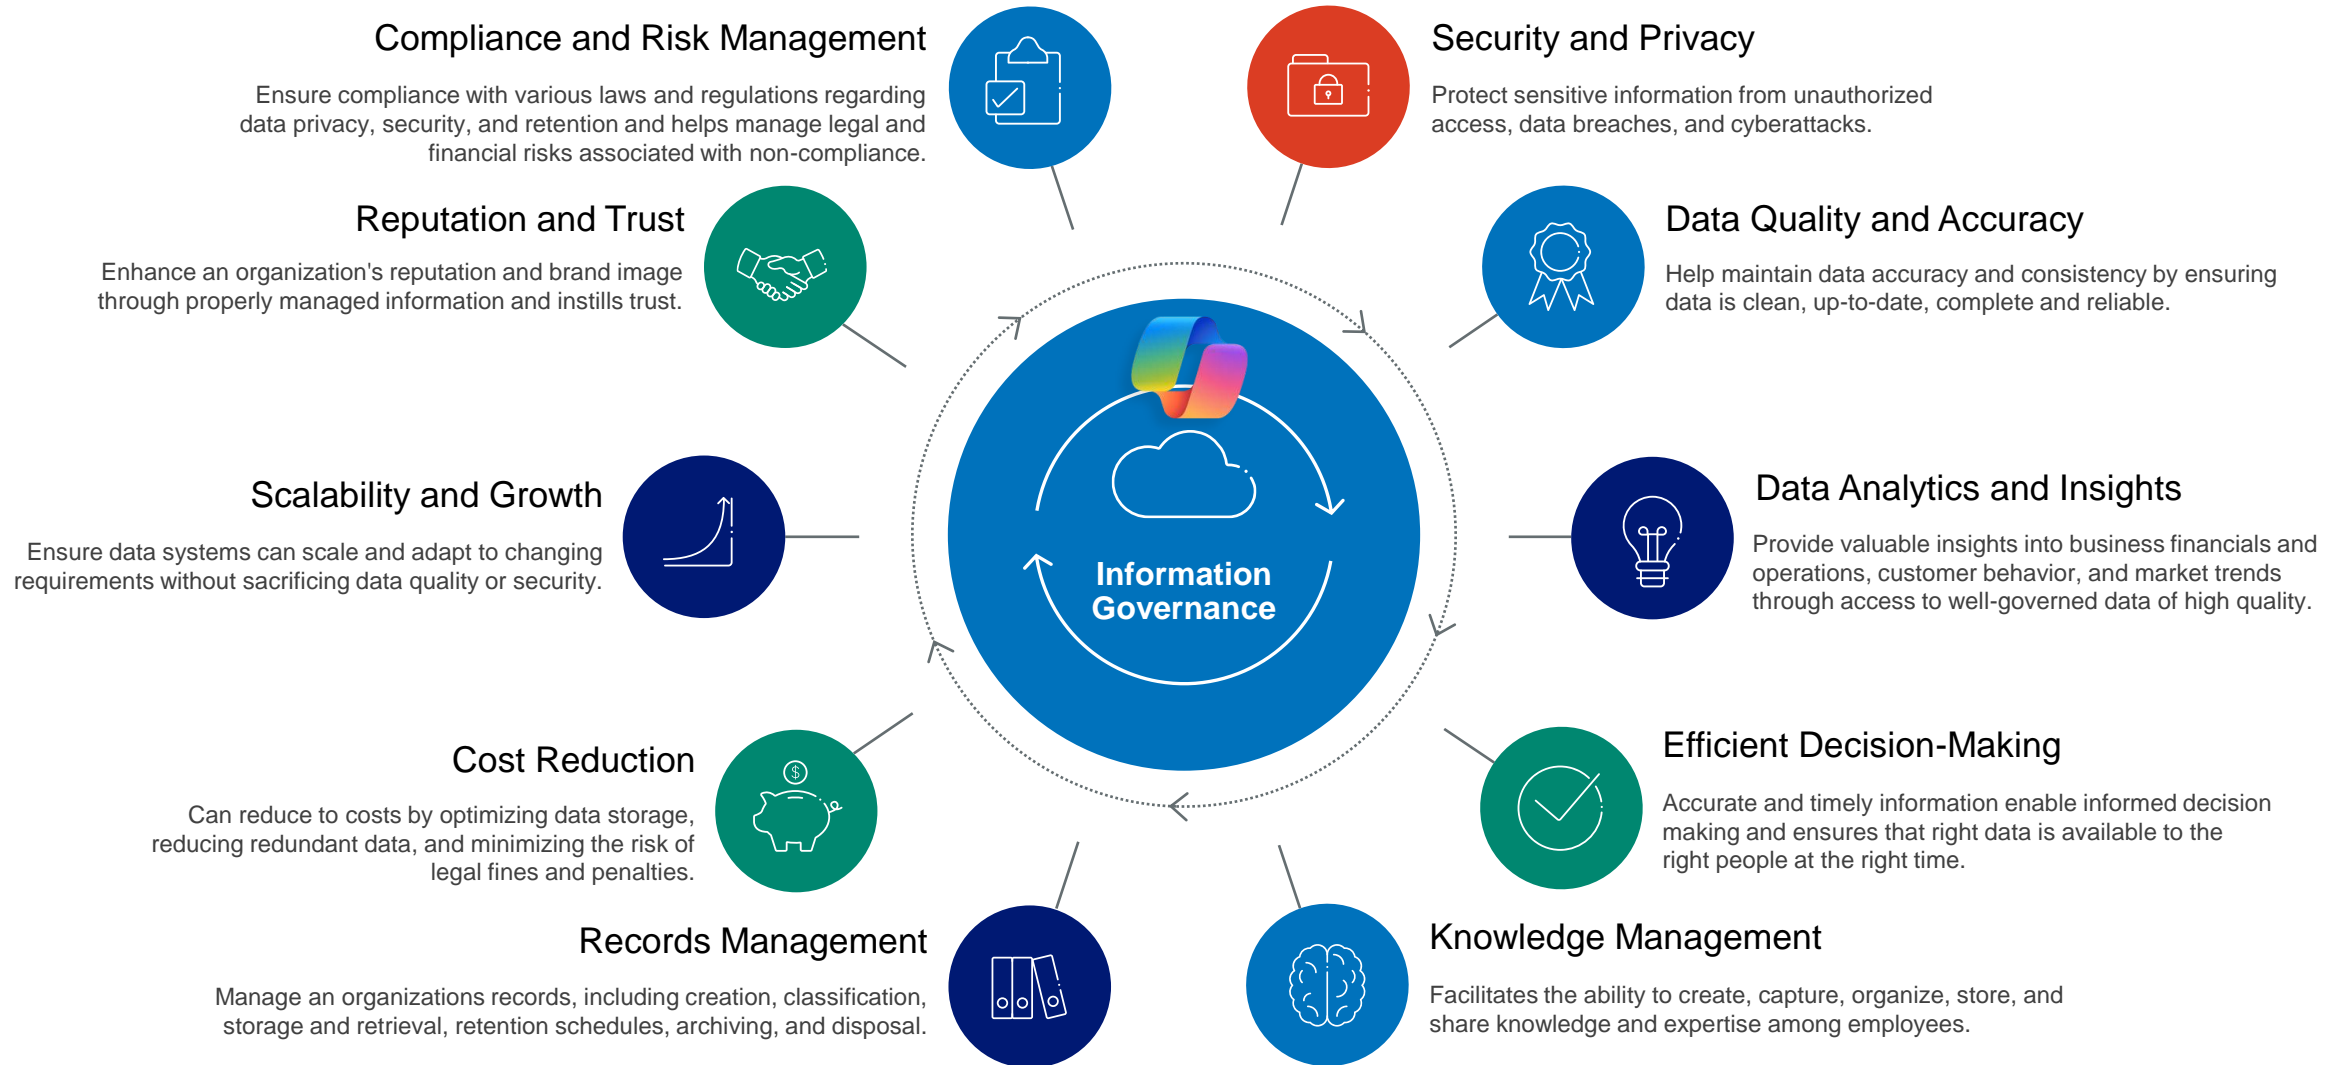 Compliance and Risk Management
Ensure compliance with various laws and regulations regarding
data privacy, security, and retention and helps manage legal and
financial risks associated with non-compliance.
Security and Privacy
Protect sensitive information from unauthorized
access, data breaches, and cyberattacks.
Reputation and Trust
Enhance an organization's reputation and brand image
through properly managed information and instills trust.
Data Quality and Accuracy
Help maintain data accuracy and consistency by ensuring
data is clean, up-to-date, complete and reliable.
Scalability and Growth
Ensure data systems can scale and adapt to changing
requirements without sacrificing data quality or security.
Information
Governance
Data Analytics and Insights
Provide valuable insights into business financials and
operations, customer behavior, and market trends
through access to well-governed data of high quality.
Cost Reduction
$
Can reduce to costs by optimizing data storage,
reducing redundant data, and minimizing the risk of
legal fines and penalties.
Efficient Decision-Making
Accurate and timely information enable informed decision
making and ensures that right data is available to the
right people at the right time.
Records Management
Manage an organizations records, including creation, classification,
storage and retrieval, retention schedules, archiving, and disposal.
Knowledge Management
Facilitates the ability to create, capture, organize, store, and
share knowledge and expertise among employees.